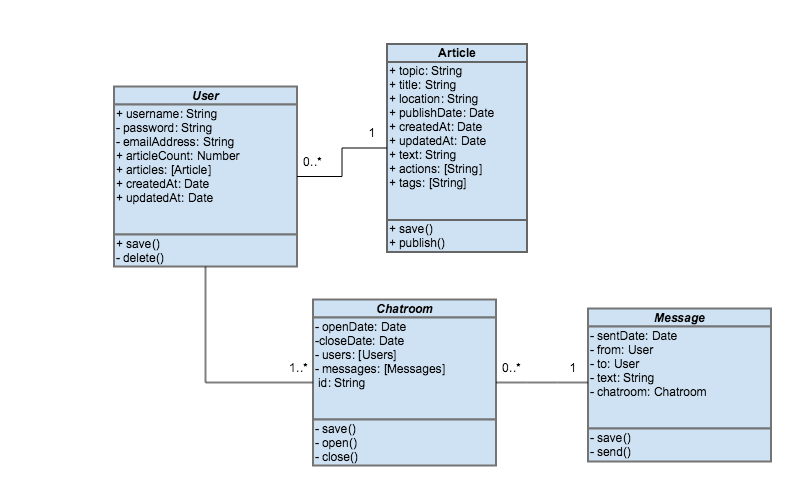 User
+ username: String
- password: String
- emailAddress: String
+ articleCount: Number
+ articles: [Article]
+ createdAt: Date
+ updatedAt: Date
+ save()
- delete()
0..*
1
Article
+ topic: String
+ title: String
+ location: String
+ publishDate: Date
+ createdAt: Date
+ updatedAt: Date
+ text: String
+ actions: [String]
+ tags: [String]
+ save()
+ publish()
1..*
Chatroom
- openDate: Date
-closeDate: Date
- users: [Users]
- messages: [Messages]
id: String
- save()
- open()
- close()
0..*
1
Message
- sentDate: Date
- from: User
- to: User
- text: String
- chatroom: Chatroom
- save()
- send()